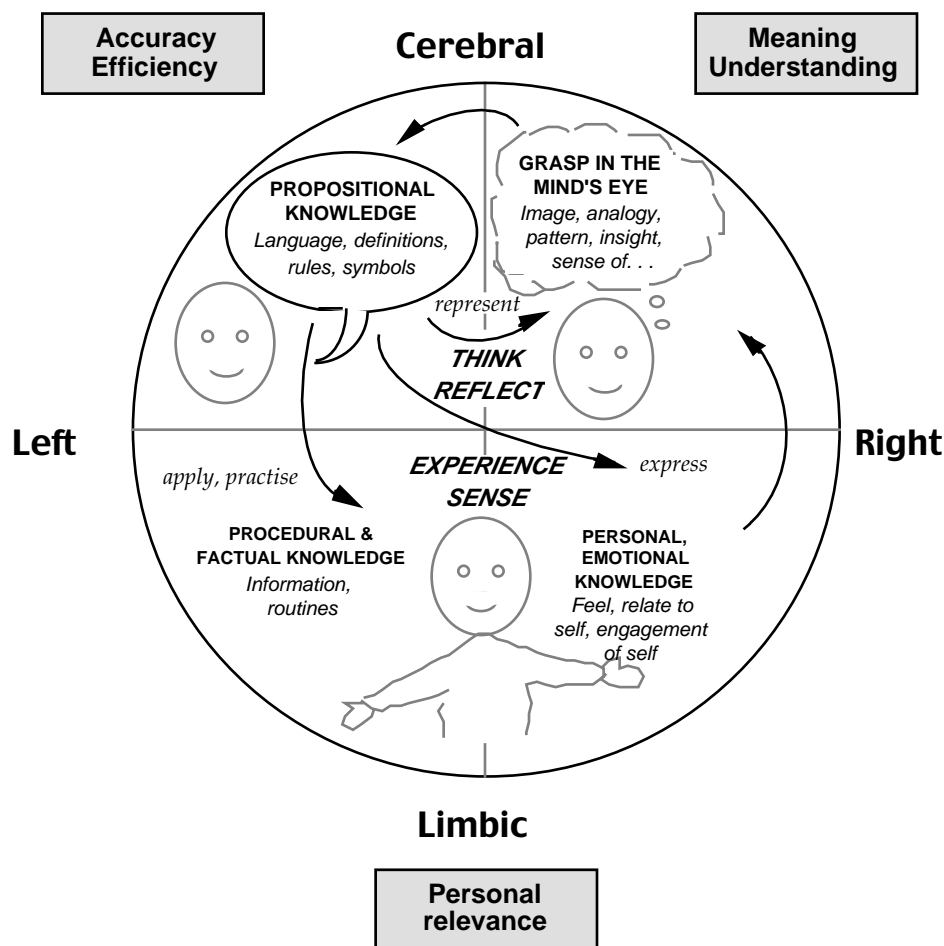 Accuracy
Efficiency
Cerebral
Meaning
Understanding
PROPOSITIONAL
KNOWLEDGE
Language, definitions,
rules, symbols
GRASP IN THE
MIND'S EYE
Image, analogy,
pattern, insight,
sense of. . .
represent
THINK
REFLECT
Left
Right
apply, practise
EXPERIENCE
SENSE
express
PROCEDURAL &
FACTUAL KNOWLEDGE
Information,
routines
PERSONAL,
EMOTIONAL
KNOWLEDGE
Feel, relate to
self, engagement
of self
Limbic
Personal
relevance